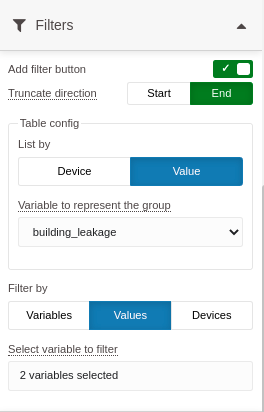 Filters
Add filter button
Truncate direction Start End
Table config
List by
Device Value
Variable to represent the group
building_leakage
Filter by
Variables Values Devices
Select variable to filter
2 variables selected